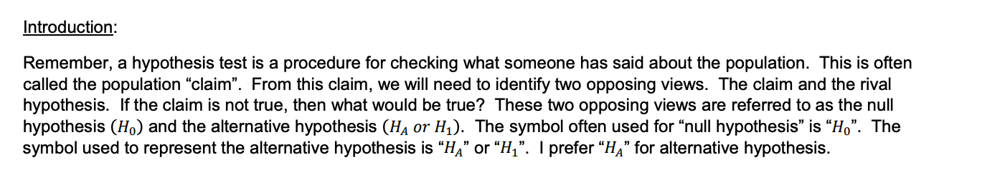 Introduction:
Remember, a hypothesis test is a procedure for checking what someone has said about the population.  This is often
called the population “claim”.  From this claim, we will need to identify two opposing views.  The claim and the rival
hypothesis.  If the claim is not true, then what would be true?  These two opposing views are referred to as the null
hypothesis (H₀) and the alternative hypothesis (H_A or H₁).  The symbol often used for “null hypothesis” is “H₀”.  The
symbol used to represent the alternative hypothesis is “H_A” or “H₁”.  I prefer “H_A” for alternative hypothesis.